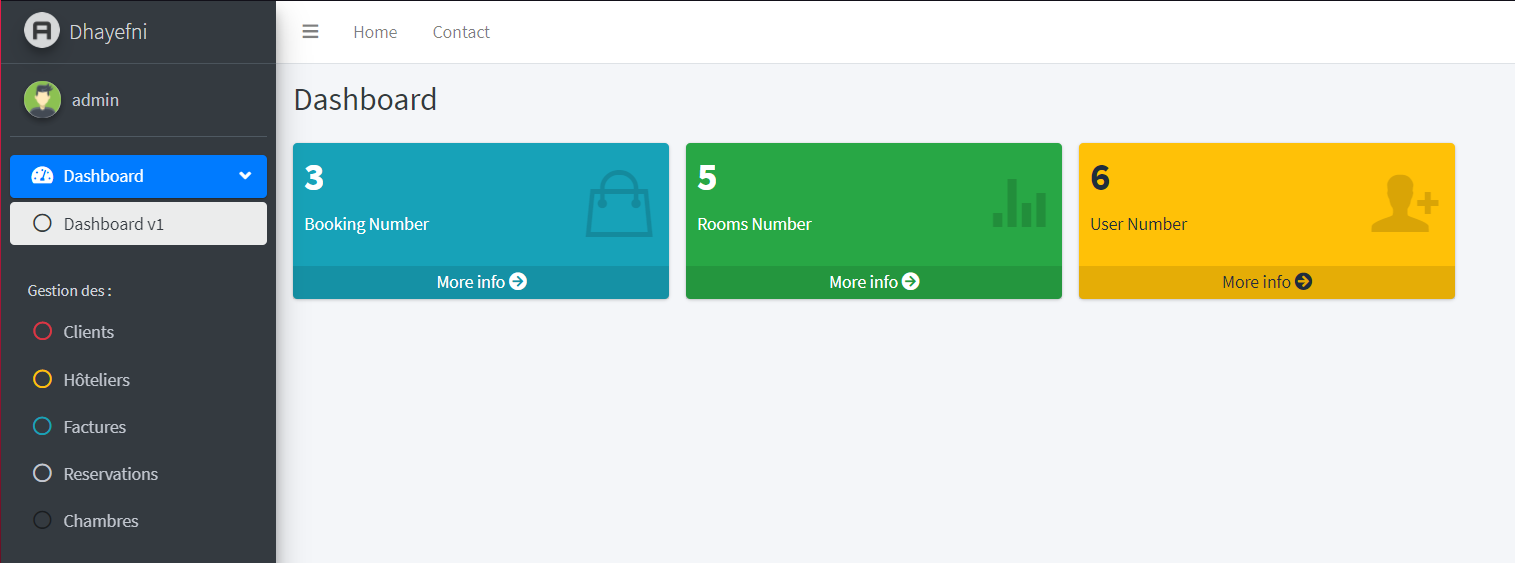 Dhayefni
Home
Contact
admin
Dashboard
Dashboard
3
Booking Number
More info
5
Rooms Number
More info
6
User Number
More info
Dashboard v1
Gestion des :
Clients
Hôteliers
Factures
Reservations
Chambres